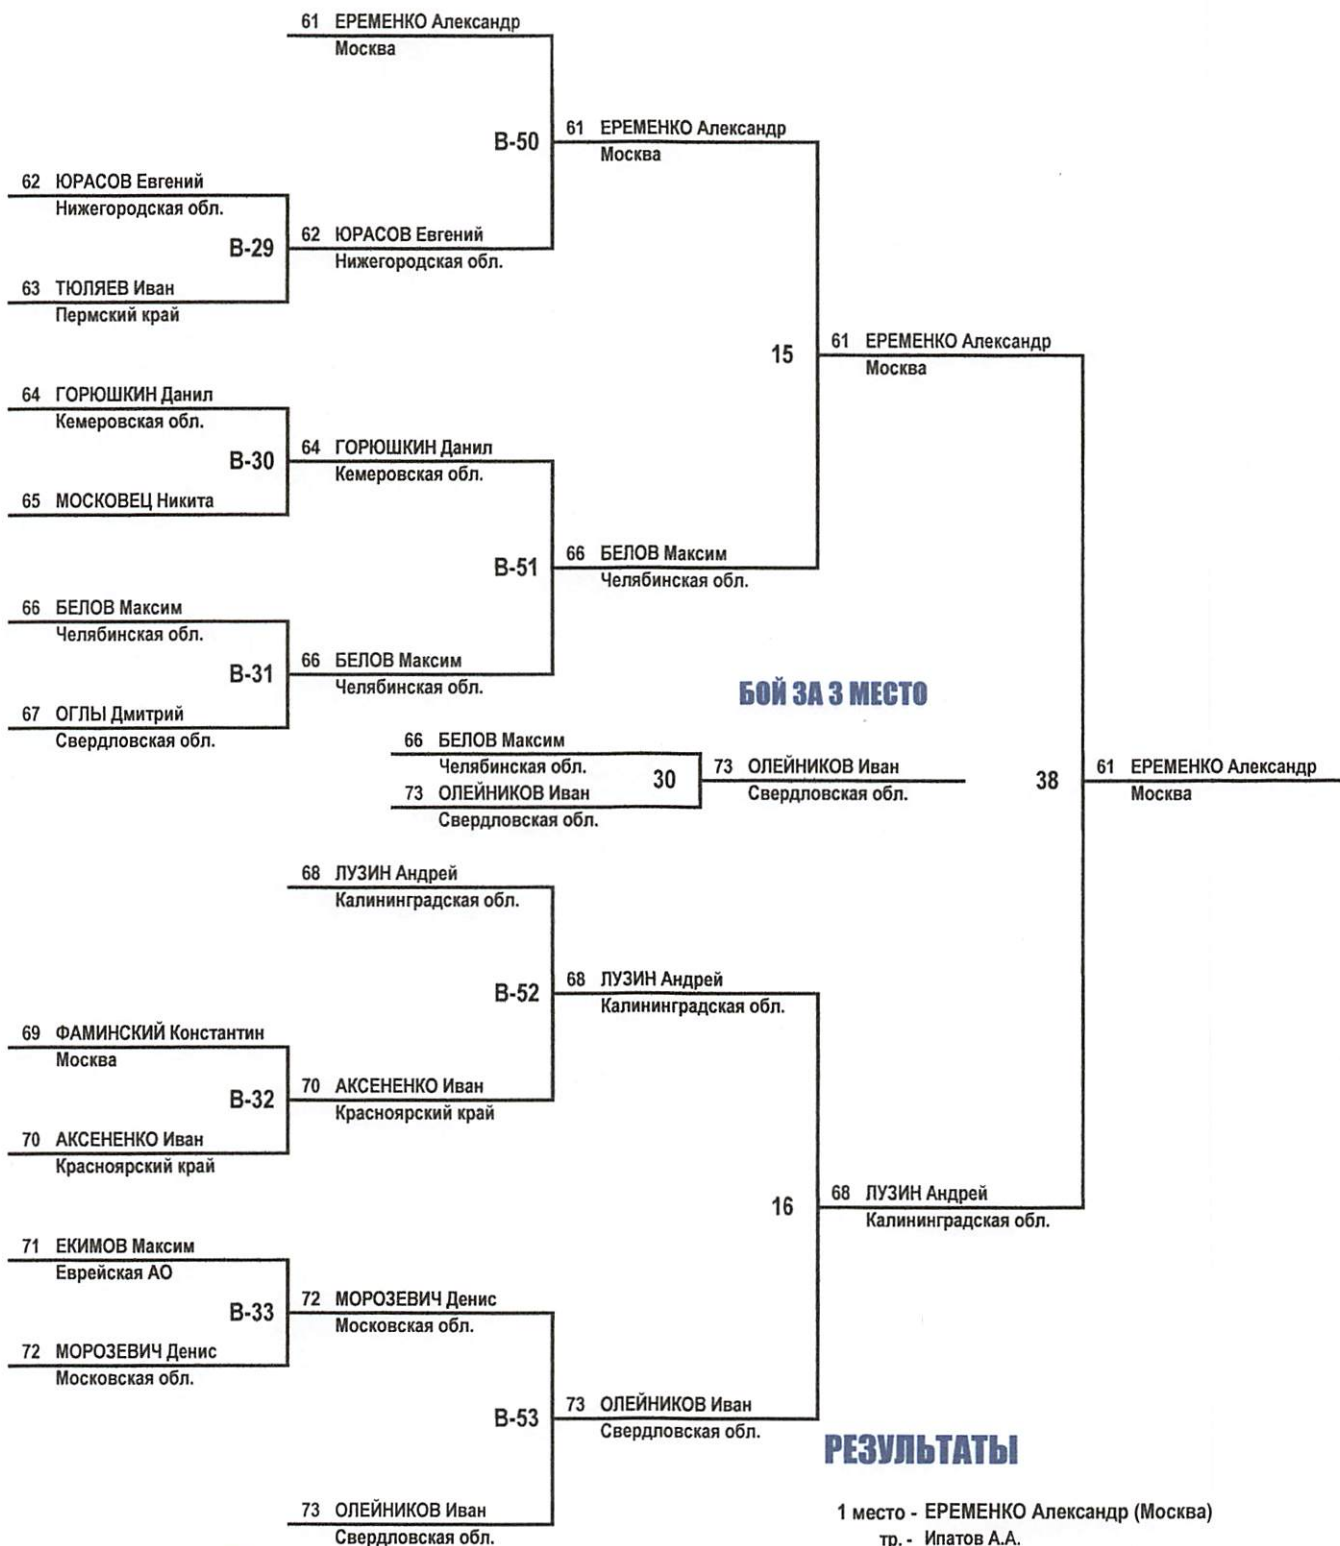 61 ЕРЕМЕНКО Александр
Москва
В-50
61 ЕРЕМЕНКО Александр
Москва
62 ЮРАСОВ Евгений
Нижегородская обл.
В-29
62 ЮРАСОВ Евгений
Нижегородская обл.
63 ТЮЛЯЕВ Иван
Пермский край
15
61 ЕРЕМЕНКО Александр
Москва
64 ГОРЮШКИН Данил
Кемеровская обл.
В-30
64 ГОРЮШКИН Данил
Кемеровская обл.
65 МОСКОВЕЦ Никита
В-51
66 БЕЛОВ Максим
Челябинская обл.
66 БЕЛОВ Максим
Челябинская обл.
В-31
66 БЕЛОВ Максим
Челябинская обл.
67 ОГЛЫ Дмитрий
Свердловская обл.
БОЙ ЗА 3 МЕСТО
66 БЕЛОВ Максим
Челябинская обл.
30
73 ОЛЕЙНИКОВ Иван
Свердловская обл.
73 ОЛЕЙНИКОВ Иван
Свердловская обл.
38
61 ЕРЕМЕНКО Александр
Москва
68 ЛУЗИН Андрей
Калининградская обл.
В-52
68 ЛУЗИН Андрей
Калининградская обл.
69 ФАМИНСКИЙ Константин
Москва
В-32
70 АКСЕНЕНКО Иван
Красноярский край
70 АКСЕНЕНКО Иван
Красноярский край
16
68 ЛУЗИН Андрей
Калининградская обл.
71 ЕКИМОВ Максим
Еврейская АО
В-33
72 МОРОЗЕВИЧ Денис
Московская обл.
72 МОРОЗЕВИЧ Денис
Московская обл.
В-53
73 ОЛЕЙНИКОВ Иван
Свердловская обл.
73 ОЛЕЙНИКОВ Иван
Свердловская обл.
РЕЗУЛЬТАТЫ
1 место - ЕРЕМЕНКО Александр (Москва)
тр. - Ипатов А.А.